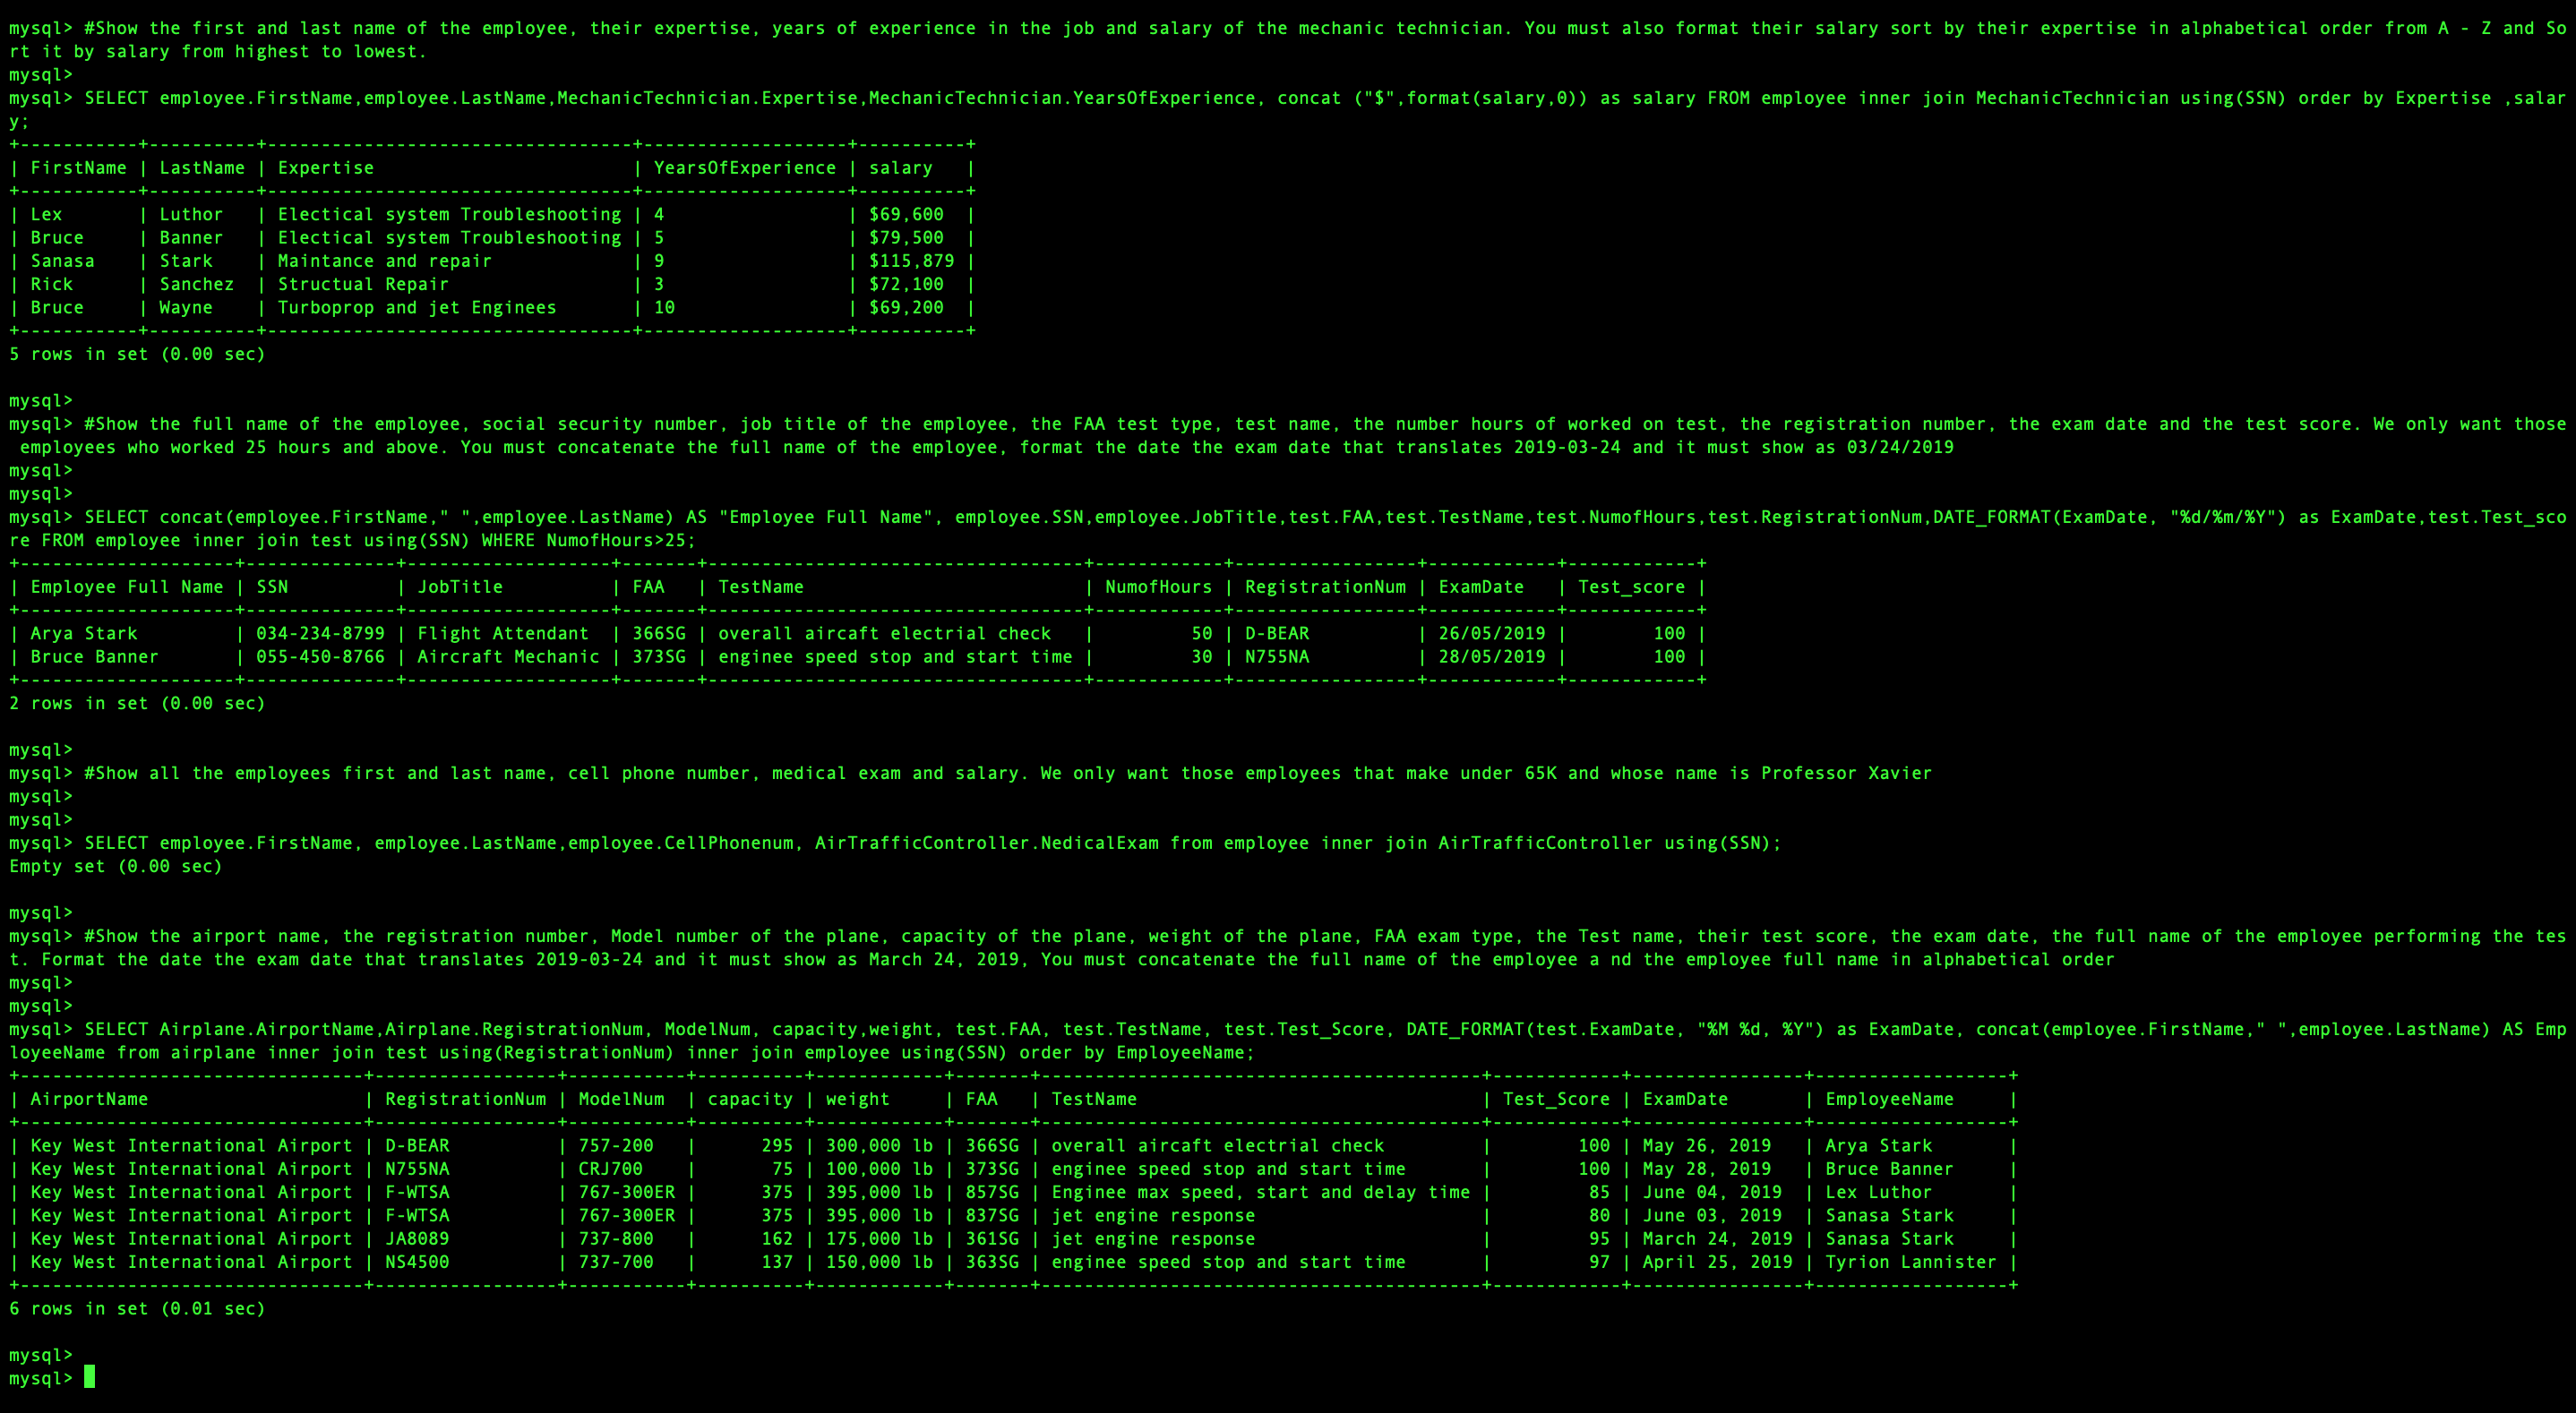 mysql> #Show the first and last name of the employee, their expertise, years of experience in the job and salary of the mechanic technician. You must also format their salary sort by their expertise in alphabetical order from A - Z and So
rt it by salary from highest to lowest.
mysql>
mysql> SELECT employee.FirstName,employee.LastName,MechanicTechnician.Expertise,MechanicTechnician.YearsOfExperience, concat ("$",format(salary,0)) as salary FROM employee inner join MechanicTechnician using(SSN) order by Expertise ,salar
y;
+-----------+----------+----------------------------------+-------------------+----------+
| FirstName | LastName | Expertise                        | YearsOfExperience | salary   |
+-----------+----------+----------------------------------+-------------------+----------+
| Lex       | Luthor   | Electical system Troubleshooting | 4                 | $69,600  |
| Bruce     | Banner   | Electical system Troubleshooting | 5                 | $79,500  |
| Sanasa    | Stark    | Maintance and repair             | 9                 | $115,879 |
| Rick      | Sanchez  | Structual Repair                 | 3                 | $72,100  |
| Bruce     | Wayne    | Turboprop and jet Enginees       | 10                | $69,200  |
+-----------+----------+----------------------------------+-------------------+----------+
5 rows in set (0.00 sec)

mysql>
mysql> #Show the full name of the employee, social security number, job title of the employee, the FAA test type, test name, the number hours of worked on test, the registration number, the exam date and the test score. We only want those
 employees who worked 25 hours and above. You must concatenate the full name of the employee, format the date the exam date that translates 2019-03-24 and it must show as 03/24/2019
mysql>
mysql>
mysql> SELECT concat(employee.FirstName," ",employee.LastName) AS "Employee Full Name", employee.SSN,employee.JobTitle,test.FAA,test.TestName,test.NumofHours,test.RegistrationNum,DATE_FORMAT(ExamDate, "%d/%m/%Y") as ExamDate,test.Test_sco
re FROM employee inner join test using(SSN) WHERE NumofHours>25;
+--------------------+--------------+-------------------+-------+-----------------------------------+------------+-----------------+------------+------------+
| Employee Full Name | SSN          | JobTitle          | FAA   | TestName                          | NumofHours | RegistrationNum | ExamDate   | Test_score |
+--------------------+--------------+-------------------+-------+-----------------------------------+------------+-----------------+------------+------------+
| Arya Stark         | 034-234-8799 | Flight Attendant  | 366SG | overall aircaft electrial check   |         50 | D-BEAR          | 26/05/2019 |        100 |
| Bruce Banner       | 055-450-8766 | Aircraft Mechanic | 373SG | enginee speed stop and start time |         30 | N755NA          | 28/05/2019 |        100 |
+--------------------+--------------+-------------------+-------+-----------------------------------+------------+-----------------+------------+------------+
2 rows in set (0.00 sec)

mysql>
mysql> #Show all the employees first and last name, cell phone number, medical exam and salary. We only want those employees that make under 65K and whose name is Professor Xavier
mysql>
mysql>
mysql> SELECT employee.FirstName, employee.LastName,employee.CellPhonenum, AirTrafficController.NedicalExam from employee inner join AirTrafficController using(SSN);
Empty set (0.00 sec)

mysql>
mysql> #Show the airport name, the registration number, Model number of the plane, capacity of the plane, weight of the plane, FAA exam type, the Test name, their test score, the exam date, the full name of the employee performing the tes
t. Format the date the exam date that translates 2019-03-24 and it must show as March 24, 2019, You must concatenate the full name of the employee a nd the employee full name in alphabetical order
mysql>
mysql>
mysql> SELECT Airplane.AirportName,Airplane.RegistrationNum, ModelNum, capacity,weight, test.FAA, test.TestName, test.Test_Score, DATE_FORMAT(test.ExamDate, "%M %d, %Y") as ExamDate, concat(employee.FirstName," ",employee.LastName) AS Emp
loyeeName from airplane inner join test using(RegistrationNum) inner join employee using(SSN) order by EmployeeName;
+--------------------------------+-----------------+-----------+----------+------------+-------+-----------------------------------------+------------+----------------+------------------+
| AirportName                    | RegistrationNum | ModelNum  | capacity | weight     | FAA   | TestName                                | Test_Score | ExamDate       | EmployeeName     |
+--------------------------------+-----------------+-----------+----------+------------+-------+-----------------------------------------+------------+----------------+------------------+
| Key West International Airport | D-BEAR          | 757-200   |      295 | 300,000 lb | 366SG | overall aircaft electrial check         |        100 | May 26, 2019   | Arya Stark       |
| Key West International Airport | N755NA          | CRJ700    |       75 | 100,000 lb | 373SG | enginee speed stop and start time       |        100 | May 28, 2019   | Bruce Banner     |
| Key West International Airport | F-WTSA          | 767-300ER |      375 | 395,000 lb | 857SG | Enginee max speed, start and delay time |         85 | June 04, 2019  | Lex Luthor       |
| Key West International Airport | F-WTSA          | 767-300ER |      375 | 395,000 lb | 837SG | jet engine response                     |         80 | June 03, 2019  | Sanasa Stark     |
| Key West International Airport | JA8089          | 737-800   |      162 | 175,000 lb | 361SG | jet engine response                     |         95 | March 24, 2019 | Sanasa Stark     |
| Key West International Airport | NS4500          | 737-700   |      137 | 150,000 lb | 363SG | enginee speed stop and start time       |         97 | April 25, 2019 | Tyrion Lannister |
+--------------------------------+-----------------+-----------+----------+------------+-------+-----------------------------------------+------------+----------------+------------------+
6 rows in set (0.01 sec)

mysql>
mysql>